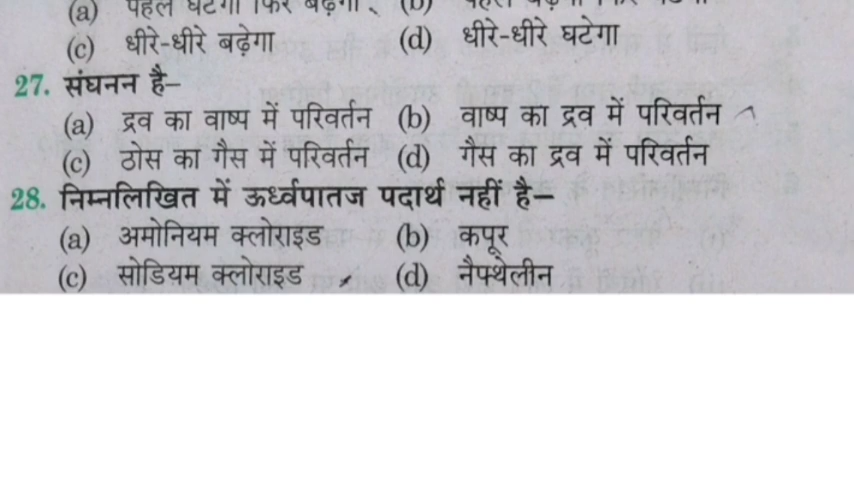 (a)
(c) धीरे-धीरे बढ़ेगा (d) धीरे-धीरे घटेगा
27. संघनन है–
(a) द्रव का वाष्प में परिवर्तन (b) वाष्प का द्रव में परिवर्तन
(c) ठोस का गैस में परिवर्तन (d) गैस का द्रव में परिवर्तन
28. निम्नलिखित में ऊर्ध्वपातज पदार्थ नहीं है–
(a) अमोनियम क्लोराइड (b) कपूर
(c) सोडियम क्लोराइड (d) नैफ्थेलीन